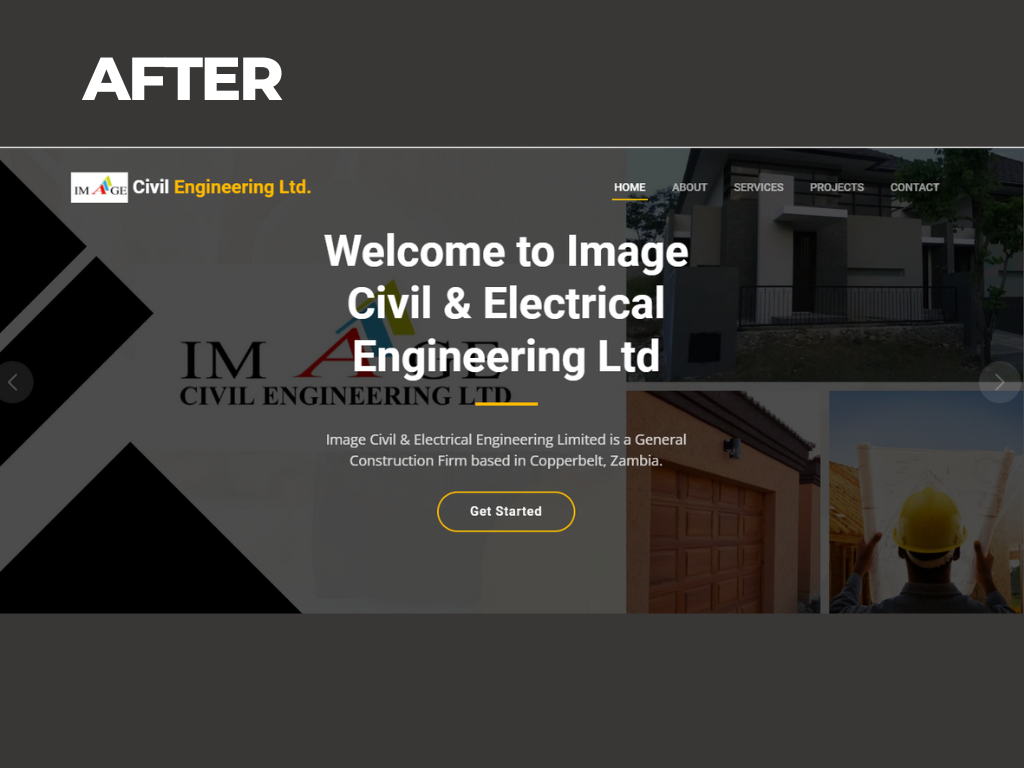 AFTER
IMAGE Civil Engineering Ltd.
HOME ABOUT SERVICES PROJECTS CONTACT
Welcome to Image
Civil & Electrical
Engineering Ltd
IMAGE
CIVIL ENGINEERING LTD
Image Civil & Electrical Engineering Limited is a General
Construction Firm based in Copperbelt, Zambia.
Get Started